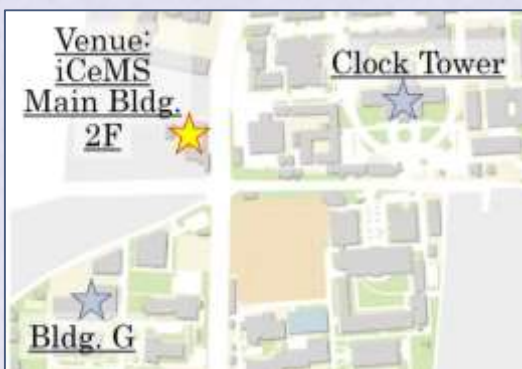 Venue:
iCeMS
Main Bldg.
2F
Clock Tower
Bldg. G